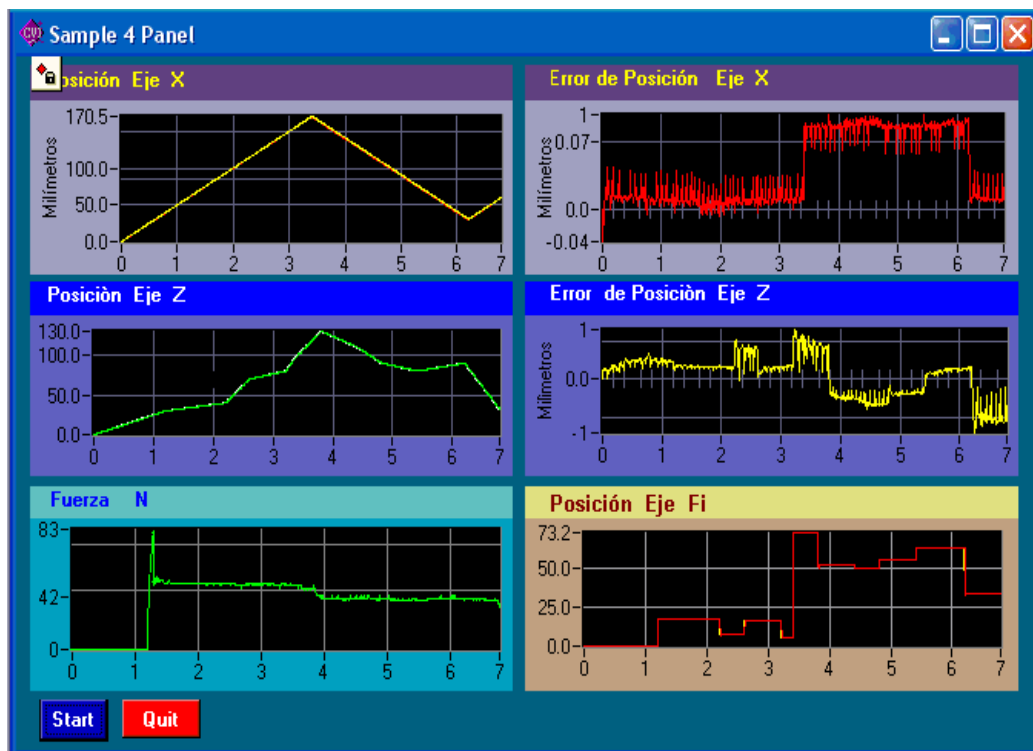 CVI Sample 4 Panel
Posición Eje X
Milímetros
170.5
100.0
50.0
0.0
0 1 2 3 4 5 6 7
Error de Posición Eje X
Milímetros
1
0.07
0.0
-0.04
0 1 2 3 4 5 6 7
Posiciòn Eje Z
130.0
100.0
50.0
0.0
0 1 2 3 4 5 6 7
Error de Posiciòn Eje Z
Milímetros
1
0.0
-1
0 1 2 3 4 5 6 7
Fuerza N
83
42
0
0 1 2 3 4 5 6 7
Posición Eje Fi
73.2
50.0
25.0
0.0
0 1 2 3 4 5 6 7
Start Quit